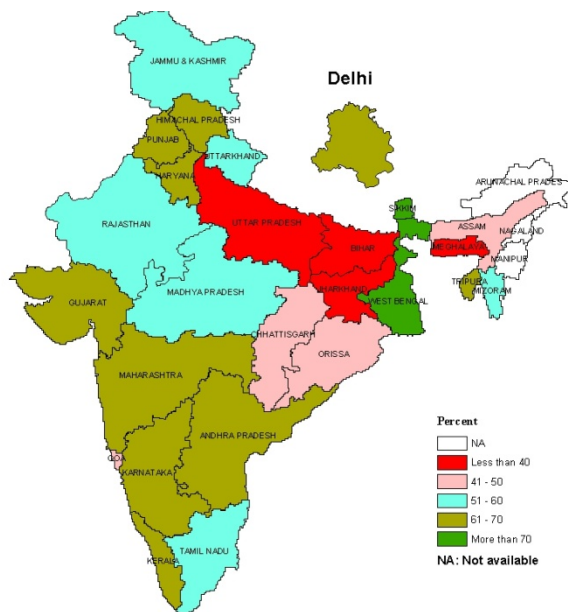 JAMMU & KASHMIR
Delhi
HIMACHAL PRADESH
PUNJAB
UTTARKHAND
HARYANA
ARUNACHAL PRADES
SIKKIM
RAJASTHAN
UTTAR PRADESH
ASSAM
NAGALAND
BIHAR
MEGHALAYA
MANIPUR
TRIPURA
MIZORAM
GUJARAT
MADHYA PRADESH
JHARKHAND
WEST BENGAL
CHHATTISGARH
ORISSA
MAHARASHTRA
ANDHRA PRADESH
GOA
KARNATAKA
TAMIL NADU
KERALA
Percent
NA
Less than 40
41 - 50
51 - 60
61 - 70
More than 70
NA: Not available